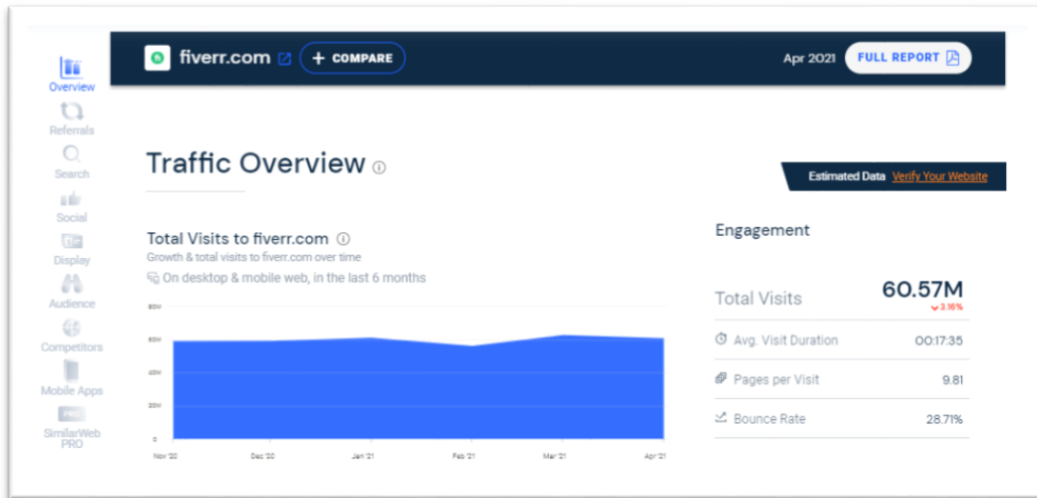 fiverr.com + COMPARE
Apr 2021 FULL REPORT
Overview
Referrals
Search
Social
Display
Audience
Competitors
Mobile Apps
PRO
SimilarWeb
PRO
Traffic Overview
Estimated Data Verify Your Website
Total Visits to fiverr.com
Growth & total visits to fiverr.com over time
On desktop & mobile web, in the last 6 months
80M
60M
40M
20M
0
Nov '20 Dec '20 Jan '21 Feb '21 Mar '21 Apr '21
Engagement
Total Visits 60.57M
3.16%
Avg. Visit Duration 00:17:35
Pages per Visit 9.81
Bounce Rate 28.71%